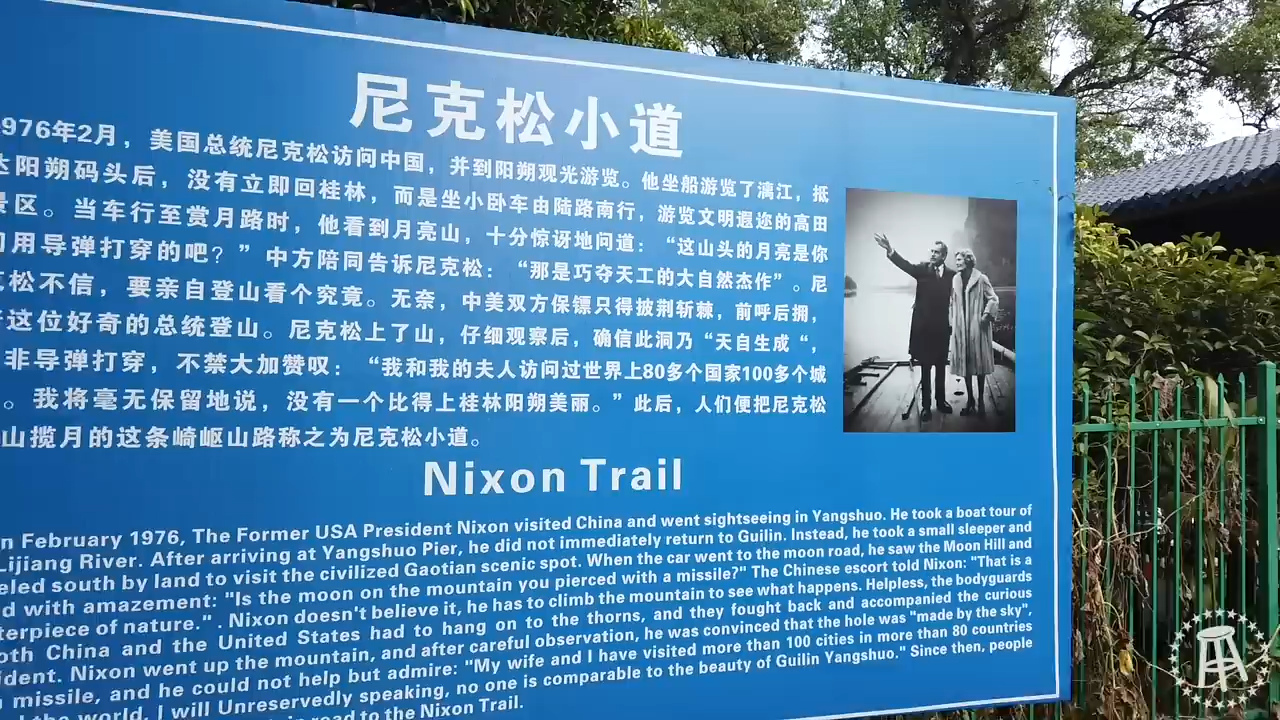 尼克松小道
976年2月，美国总统尼克松访问中国，并到阳朔观光游览。他坐船游览了漓江，抵
达阳朔码头后，没有立即回桂林，而是坐小卧车由陆路南行，游览文明遐迩的高田
景区。当车行至赏月路时，他看到月亮山，十分惊讶地问道：“这山头的月亮是你
们用导弹打穿的吧？”中方陪同告诉尼克松：“那是巧夺天工的大自然杰作”。尼
克松不信，要亲自登山看个究竟。无奈，中美双方保镖只得披荆斩棘，前呼后拥，
这位好奇的总统登山。尼克松上了山，仔细观察后，确信此洞乃“天自生成“，
非导弹打穿，不禁大加赞叹：“我和我的夫人访问过世界上80多个国家100多个城
。我将毫无保留地说，没有一个比得上桂林阳朔美丽。”此后，人们便把尼克松
山揽月的这条崎岖山路称之为尼克松小道。
Nixon Trail
n February 1976, The Former USA President Nixon visited China and went sightseeing in Yangshuo. He took a boat tour of
Lijiang River. After arriving at Yangshuo Pier, he did not immediately return to Guilin. Instead, he took a small sleeper and
eled south by land to visit the civilized Gaotian scenic spot. When the car went to the moon road, he saw the Moon Hill and
d with amazement: "Is the moon on the mountain you pierced with a missile?" The Chinese escort told Nixon: "That is a
terpiece of nature." . Nixon doesn't believe it, he has to climb the mountain to see what happens. Helpless, the bodyguards
oth China and the United States had to hang on to the thorns, and they fought back and accompanied the curious
ident. Nixon went up the mountain, and after careful observation, he was convinced that the hole was "made by the sky",
missile, and he could not help but admire: "My wife and I have visited more than 100 cities in more than 80 countries
the world. I will Unreservedly speaking, no one is comparable to the beauty of Guilin Yangshuo." Since then, people
road to the Nixon Trail.